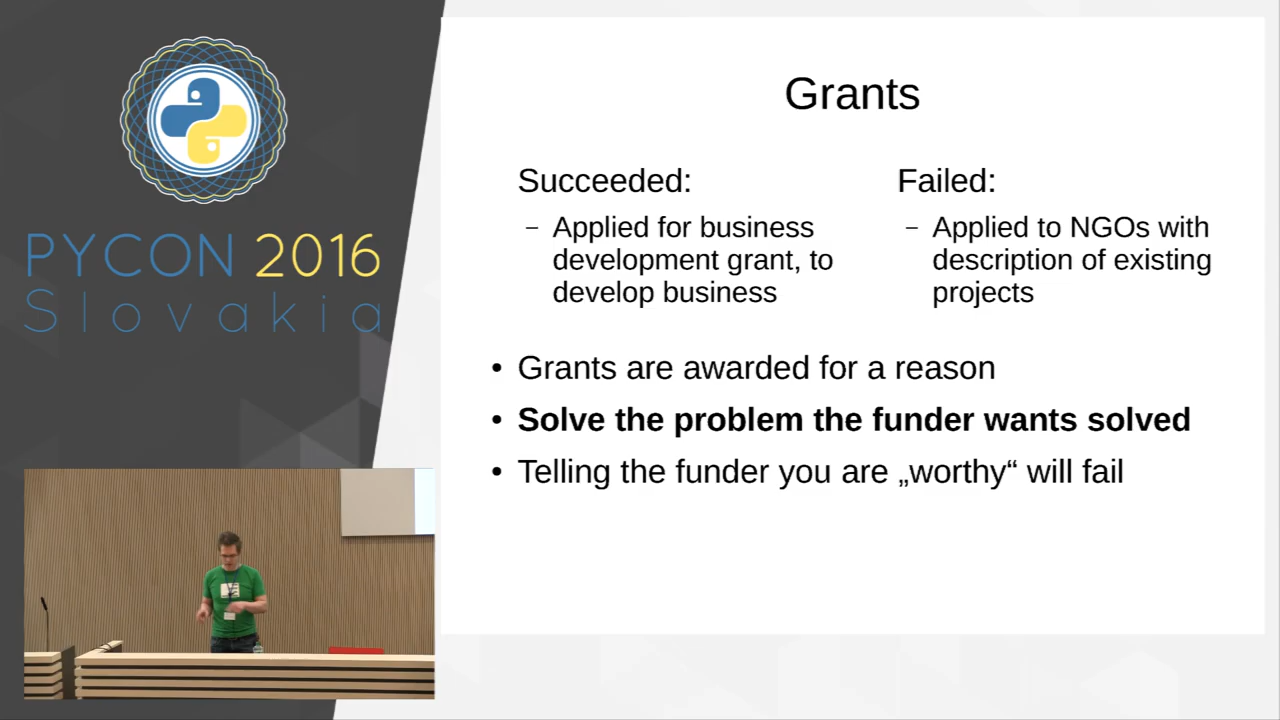 PYCON 2016
Slovakia
Grants
Succeeded:
– Applied for business
development grant, to
develop business
Failed:
– Applied to NGOs with
description of existing
projects
• Grants are awarded for a reason
• Solve the problem the funder wants solved
• Telling the funder you are „worthy“ will fail